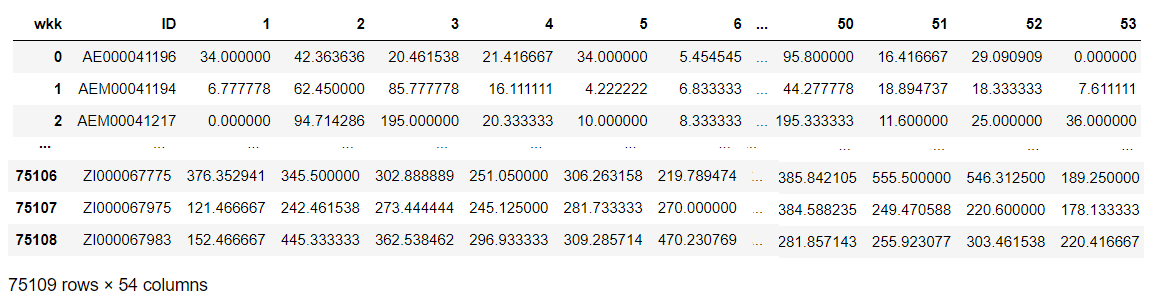 wkk ID 1 2 3 4 5 6 ... 50 51 52 53
0 AE000041196 34.000000 42.363636 20.461538 21.416667 34.000000 5.454545 ... 95.800000 16.416667 29.090909 0.000000
1 AEM00041194 6.777778 62.450000 85.777778 16.111111 4.222222 6.833333 ... 44.277778 18.894737 18.333333 7.611111
2 AEM00041217 0.000000 94.714286 195.000000 20.333333 10.000000 8.333333 ... 195.333333 11.600000 25.000000 36.000000
... ... ... ... ... ... ... ... ... ... ... ... ...
75106 ZI000067775 376.352941 345.500000 302.888889 251.050000 306.263158 219.789474 ... 385.842105 555.500000 546.312500 189.250000
75107 ZI000067975 121.466667 242.461538 273.444444 245.125000 281.733333 270.000000 ... 384.588235 249.470588 220.600000 178.133333
75108 ZI000067983 152.466667 445.333333 362.538462 296.933333 309.285714 470.230769 ... 281.857143 255.923077 303.461538 220.416667
75109 rows × 54 columns